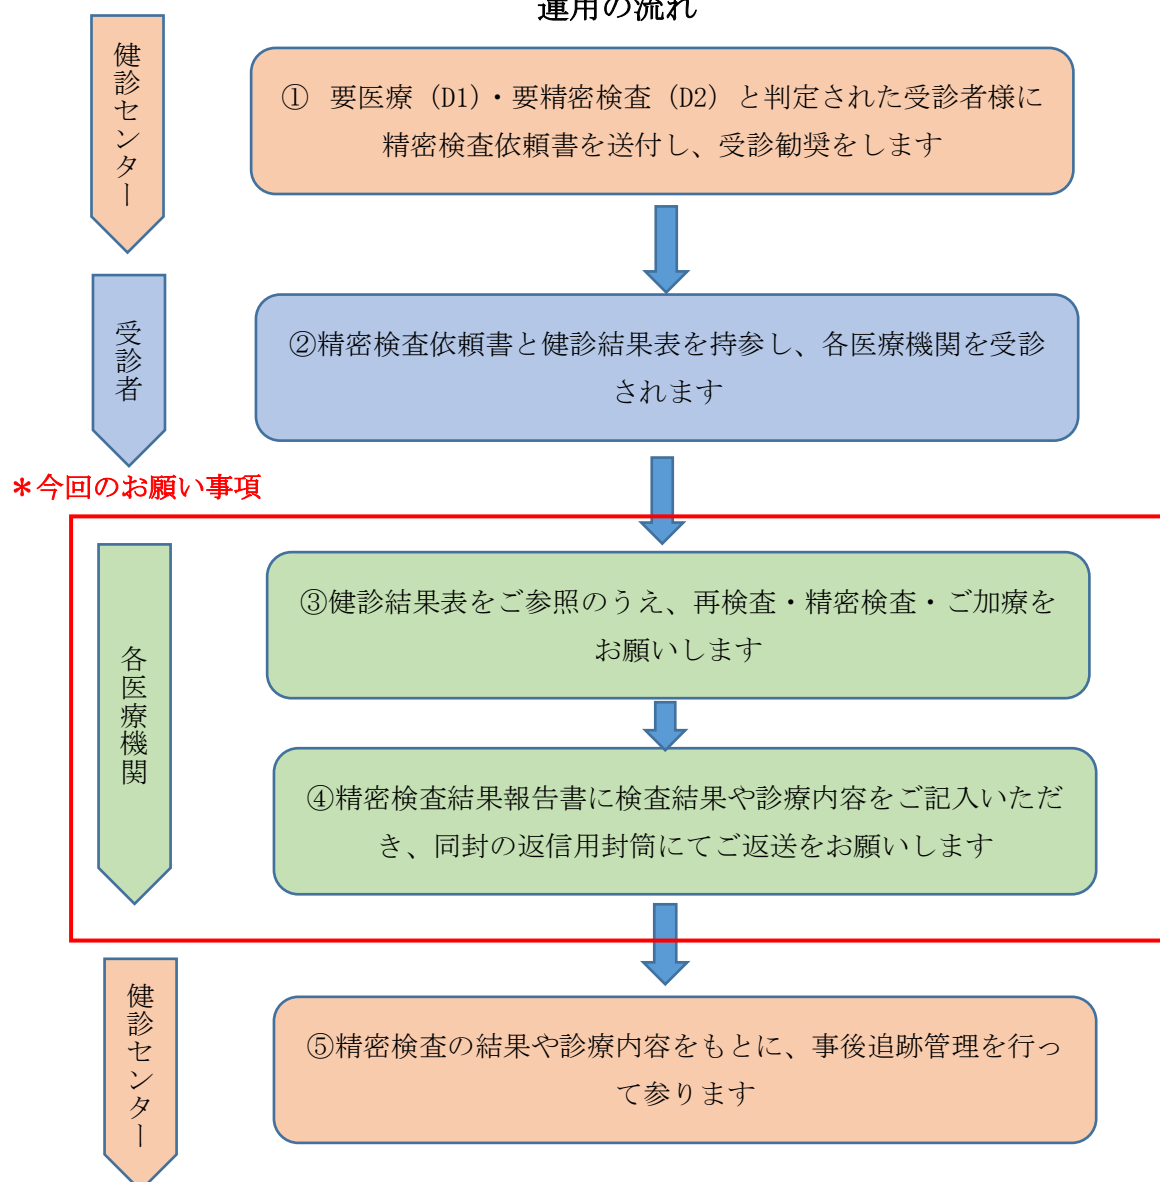 運用の流れ
健診センター
① 要医療（D1)・要精密検査（D2）と判定された受診者様に
精密検査依頼書を送付し、受診勧奨をします
受診者
②精密検査依頼書と健診結果表を持参し、各医療機関を受診
されます
＊今回のお願い事項
各医療機関
③健診結果表をご参照のうえ、再検査・精密検査・ご加療を
お願いします
④精密検査結果報告書に検査結果や診療内容をご記入いただ
き、同封の返信用封筒にてご返送をお願いします
健診センター
⑤精密検査の結果や診療内容をもとに、事後追跡管理を行っ
て参ります